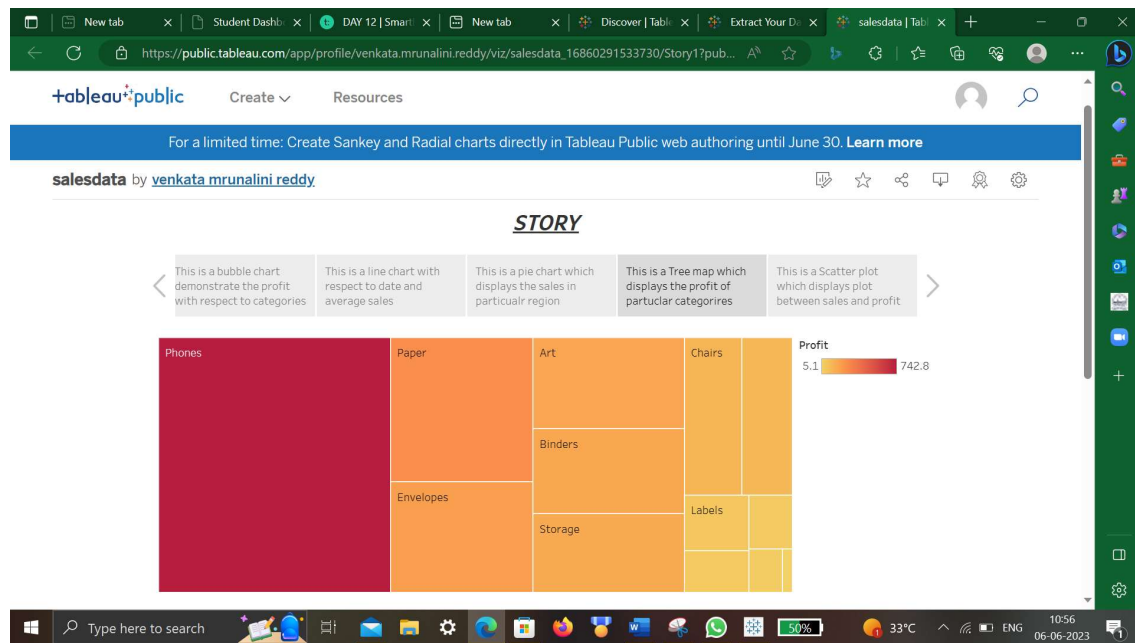 New tab
Student Dashb
DAY 12 | Smart
New tab
Discover | Table
Extract Your Da
salesdata | Tabl
https://public.tableau.com/app/profile/venkata.mrunalini.reddy/viz/salesdata_16860291533730/Story1?pub...
+ab|eau public
Create
Resources
For a limited time: Create Sankey and Radial charts directly in Tableau Public web authoring until June 30. Learn more
salesdata by venkata mrunalini reddy
STORY
This is a bubble chart
demonstrate the profit
with respect to categories
This is a line chart with
respect to date and
average sales
This is a pie chart which
displays the sales in
particualr region
This is a Tree map which
displays the profit of
partuclar categorires
This is a Scatter plot
which displays plot
between sales and profit
Phones
Paper
Art
Chairs
Binders
Envelopes
Labels
Storage
Profit
5.1 742.8
Type here to search
50%
33°C
ENG
10:56
06-06-2023